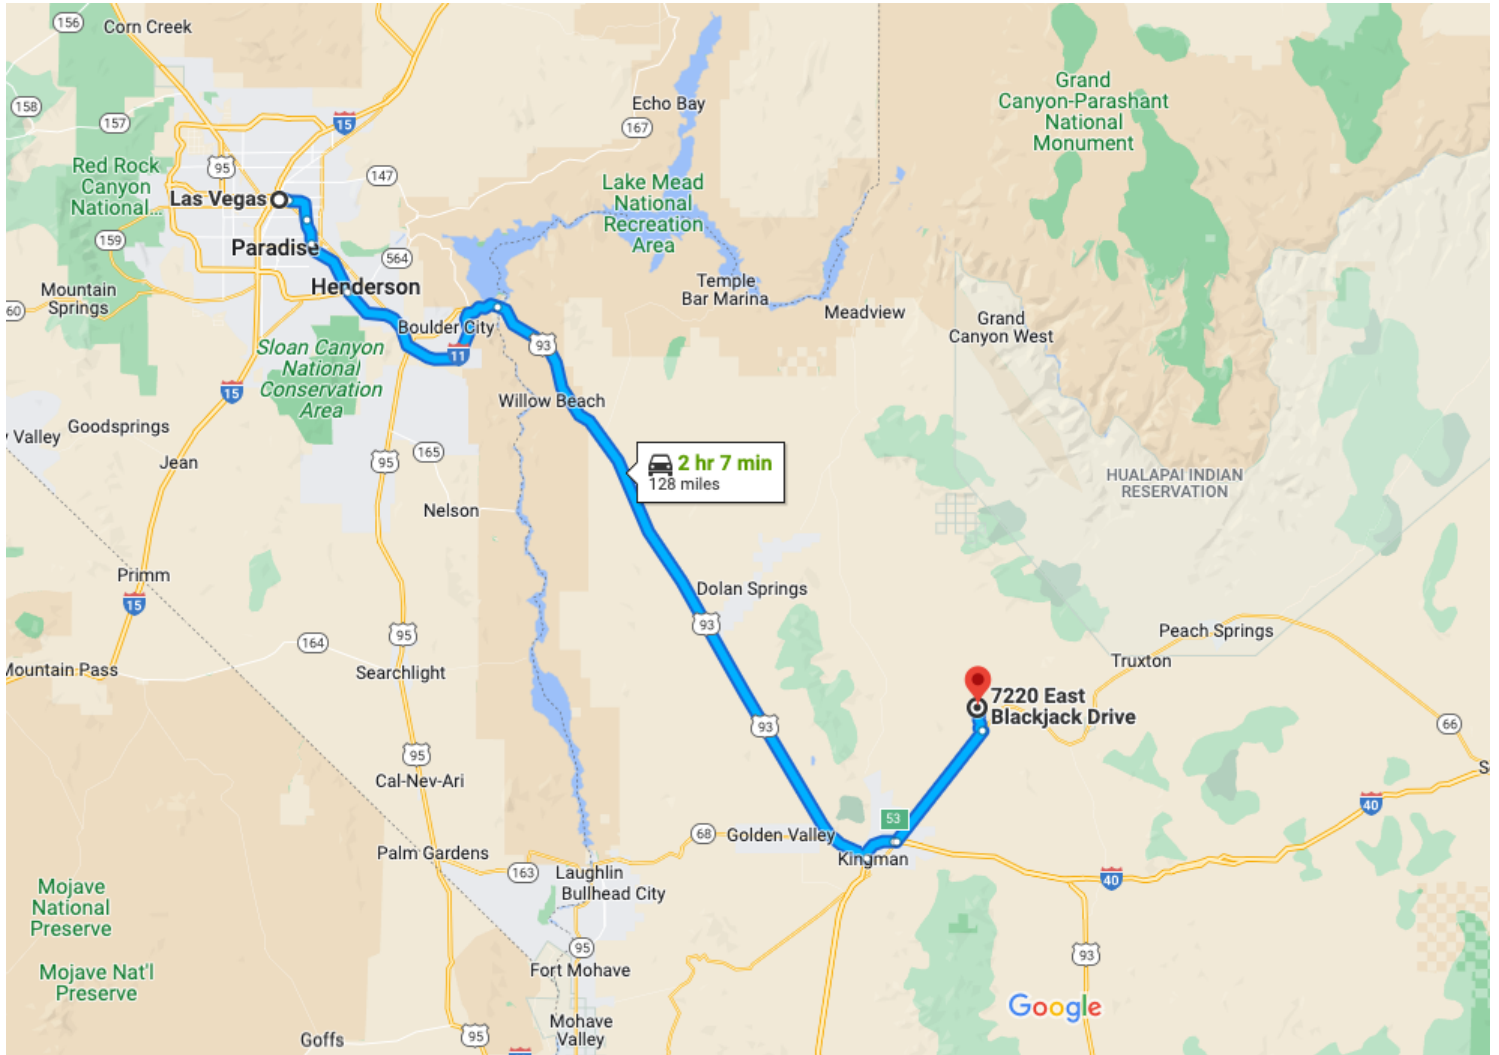 156
Corn Creek
158
157
15
Echo Bay
167
Grand
Canyon-Parashant
National
Monument
95
Red Rock
Canyon
National...
147
Las Vegas
Lake Mead
National
Recreation
Area
159
Paradise
564
Henderson
Mountain
Springs
60
Temple
Bar Marina
Meadview
Grand
Canyon West
Boulder City
11
93
Sloan Canyon
National
Conservation
Area
15
Willow Beach
y Valley
Goodsprings
Jean
95
165
2 hr 7 min
128 miles
HUALAPAI INDIAN
RESERVATION
Nelson
Primm
15
Dolan Springs
93
95
164
Mountain Pass
Searchlight
Peach Springs
Truxton
7220 East
Blackjack Drive
66
93
95
Cal-Nev-Ari
S
40
53
68
Golden Valley
Kingman
Palm Gardens
163
Laughlin
Bullhead City
40
Mojave
National
Preserve
95
93
Fort Mohave
Mojave Nat'l
Preserve
Google
Mohave
Valley
95
Goffs